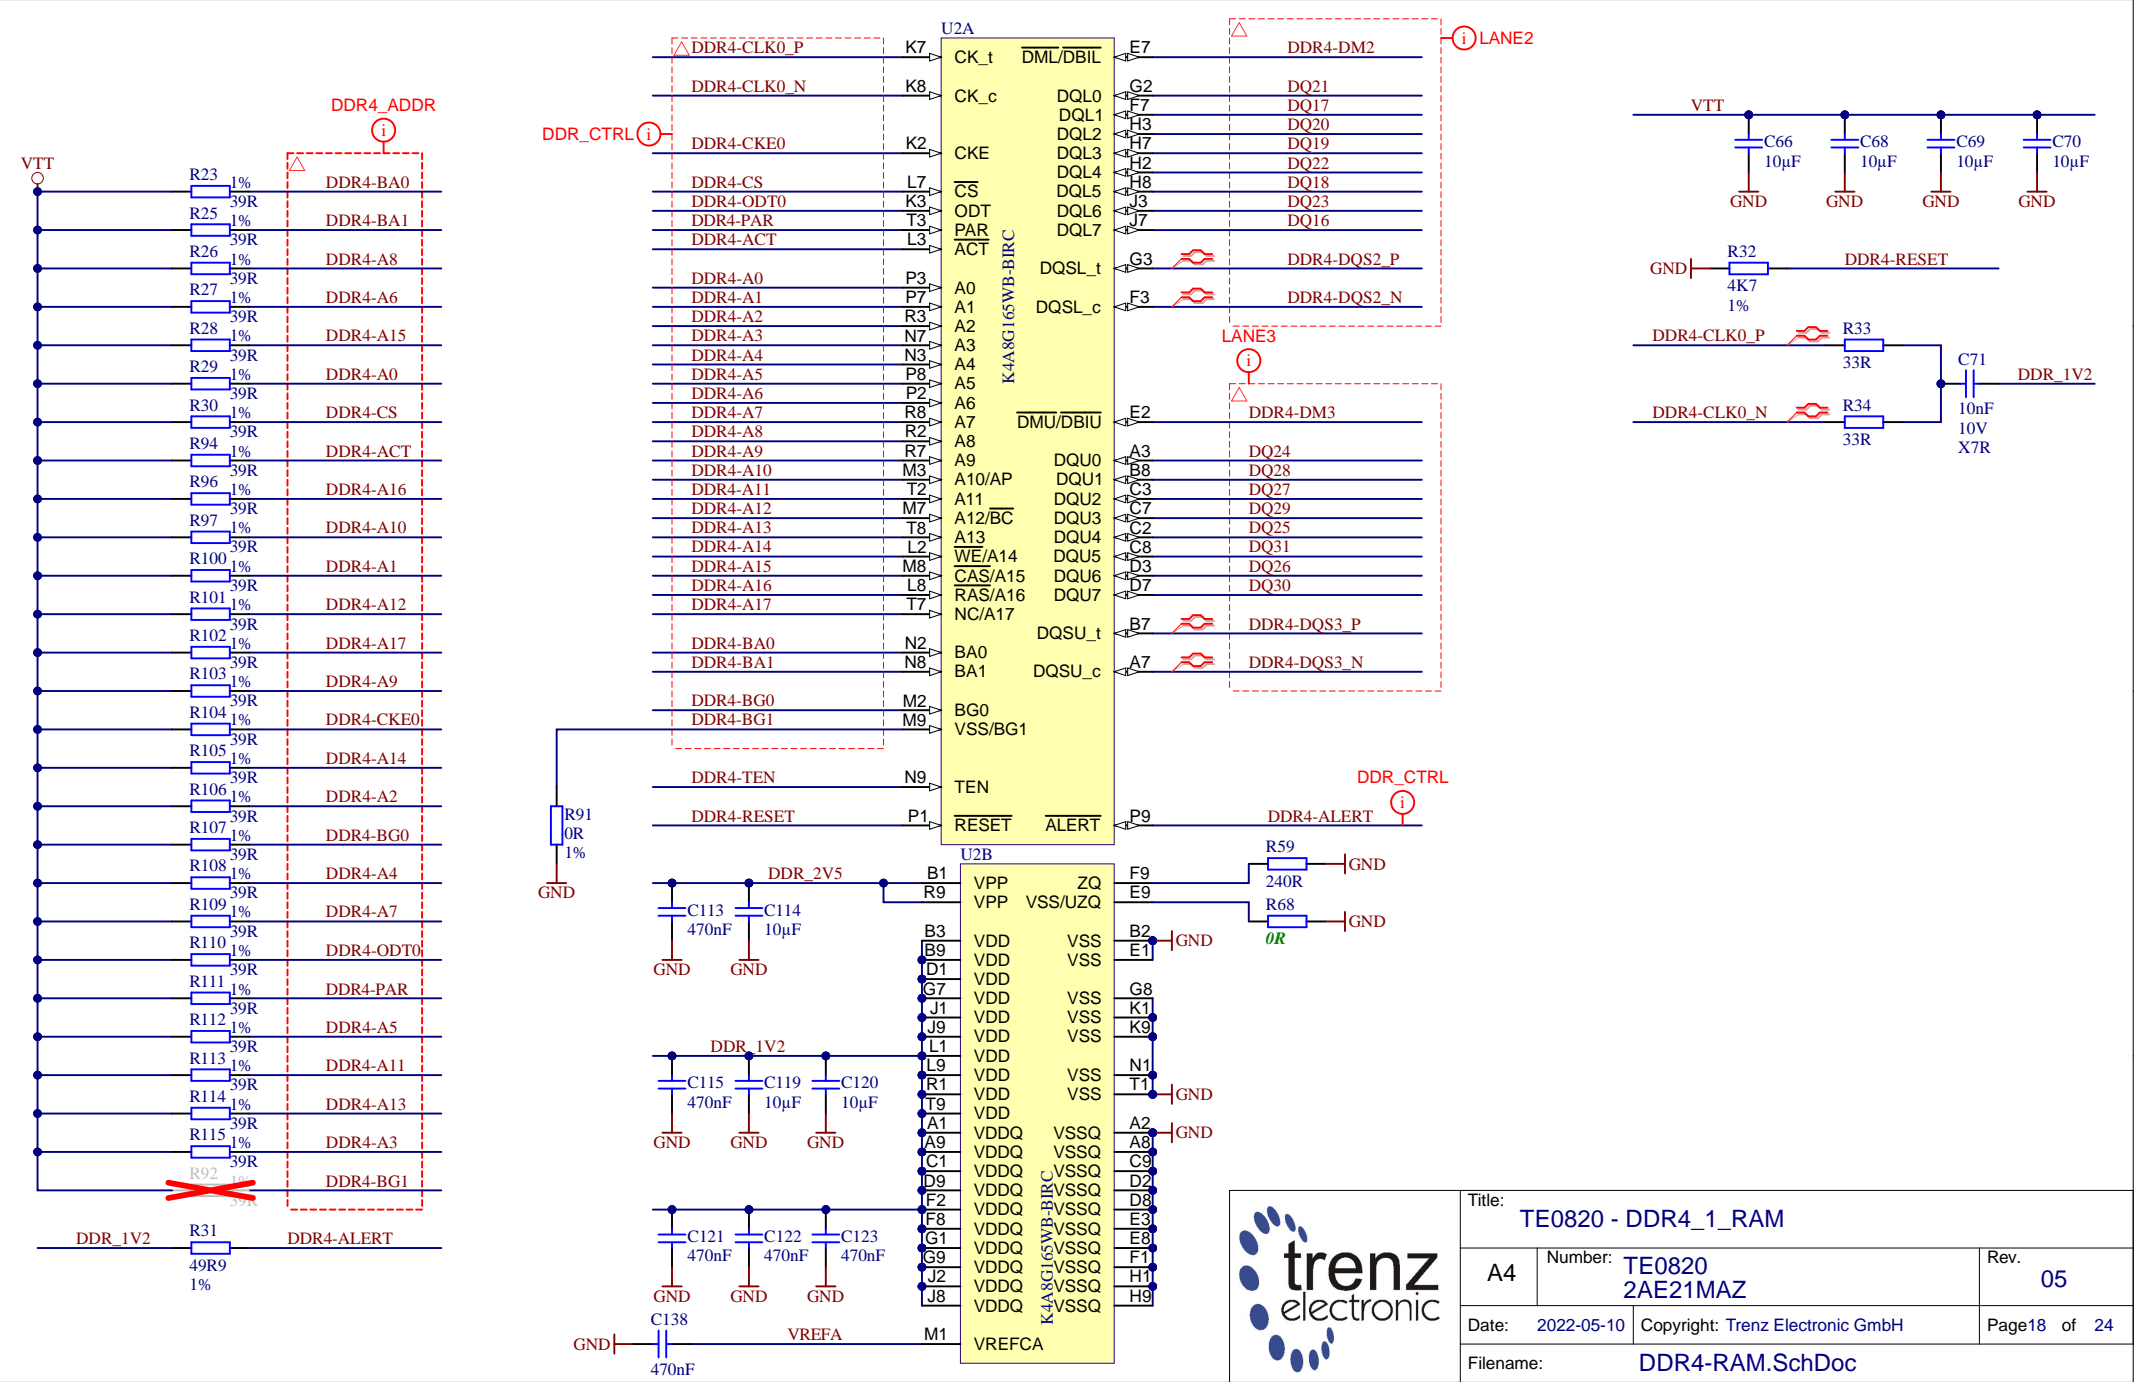 DDR4_ADDR
i
VTT
R23 1% 39R DDR4-BA0
R25 1% 39R DDR4-BA1
R26 1% 39R DDR4-A8
R27 1% 39R DDR4-A6
R28 1% 39R DDR4-A15
R29 1% 39R DDR4-A0
R30 1% 39R DDR4-CS
R94 1% 39R DDR4-ACT
R96 1% 39R DDR4-A16
R97 1% 39R DDR4-A10
R100 1% 39R DDR4-A1
R101 1% 39R DDR4-A12
R102 1% 39R DDR4-A17
R103 1% 39R DDR4-A9
R104 1% 39R DDR4-CKE0
R105 1% 39R DDR4-A14
R106 1% 39R DDR4-A2
R107 1% 39R DDR4-BG0
R108 1% 39R DDR4-A4
R109 1% 39R DDR4-A7
R110 1% 39R DDR4-ODT0
R111 1% 39R DDR4-PAR
R112 1% 39R DDR4-A5
R113 1% 39R DDR4-A11
R114 1% 39R DDR4-A13
R115 1% 39R DDR4-A3
R92 1% 39R DDR4-BG1
DDR_1V2 R31 DDR4-ALERT
49R9
1%
U2A
DDR_CTRL i
DDR4-CLK0_P K7 CK_t
DDR4-CLK0_N K8 CK_c
DDR4-CKE0 K2 CKE
DDR4-CS L7 CS
DDR4-ODT0 K3 ODT
DDR4-PAR T3 PAR
DDR4-ACT L3 ACT
DDR4-A0 P3 A0
DDR4-A1 P7 A1
DDR4-A2 R3 A2
DDR4-A3 N7 A3
DDR4-A4 N3 A4
DDR4-A5 P8 A5
DDR4-A6 P2 A6
DDR4-A7 R8 A7
DDR4-A8 R2 A8
DDR4-A9 R7 A9
DDR4-A10 M3 A10/AP
DDR4-A11 T2 A11
DDR4-A12 M7 A12/BC
DDR4-A13 T8 A13
DDR4-A14 L2 WE/A14
DDR4-A15 M8 CAS/A15
DDR4-A16 L8 RAS/A16
DDR4-A17 T7 NC/A17
DDR4-BA0 N2 BA0
DDR4-BA1 N8 BA1
DDR4-BG0 M2 BG0
DDR4-BG1 M9 VSS/BG1
DDR4-TEN N9 TEN
DDR4-RESET P1 RESET
R91
0R
1%
GND
K4A8G165WB-BIRC
i LANE2
DML/DBIL E7 DDR4-DM2
DQL0 G2 DQ21
DQL1 F7 DQ17
DQL2 H3 DQ20
DQL3 H7 DQ19
DQL4 H2 DQ22
DQL5 H8 DQ18
DQL6 J3 DQ23
DQL7 J7 DQ16
DQSL_t G3 DDR4-DQS2_P
DQSL_c F3 DDR4-DQS2_N
LANE3
i
DMU/DBIU E2 DDR4-DM3
DQU0 A3 DQ24
DQU1 B8 DQ28
DQU2 C3 DQ27
DQU3 C7 DQ29
DQU4 C2 DQ25
DQU5 C8 DQ31
DQU6 D3 DQ26
DQU7 D7 DQ30
DQSU_t B7 DDR4-DQS3_P
DQSU_c A7 DDR4-DQS3_N
DDR_CTRL
i
ALERT P9 DDR4-ALERT
U2B
DDR_2V5 B1 VPP
R9 VPP
C113 470nF GND
C114 10µF GND
B3 VDD
B9 VDD
D1 VDD
G7 VDD
J1 VDD
J9 VDD
DDR_1V2 L1 VDD
L9 VDD
R1 VDD
T9 VDD
A1 VDDQ
A9 VDDQ
C1 VDDQ
D9 VDDQ
F2 VDDQ
F8 VDDQ
G1 VDDQ
G9 VDDQ
J2 VDDQ
J8 VDDQ
C115 470nF GND
C119 10µF GND
C120 10µF GND
C121 470nF GND
C122 470nF GND
C123 470nF GND
GND C138 470nF VREFA M1 VREFCA
K4A8G165WB-BIRC
ZQ F9 R59 240R GND
VSS/UZQ E9 R68 0R GND
VSS B2 GND
VSS E1
VSS G8
VSS K1
VSS K9
VSS N1
VSS T1 GND
VSSQ A2 GND
VSSQ A8
VSSQ C9
VSSQ D2
VSSQ D8
VSSQ E3
VSSQ E8
VSSQ F1
VSSQ H1
VSSQ H9
VTT
C66 10µF GND
C68 10µF GND
C69 10µF GND
C70 10µF GND
GND R32 DDR4-RESET
4K7
1%
DDR4-CLK0_P R33 33R
DDR4-CLK0_N R34 33R
C71 DDR_1V2
10nF
10V
X7R
trenz
electronic
Title:
TE0820 - DDR4_1_RAM
A4 Number: TE0820
2AE21MAZ
Rev.
05
Date: 2022-05-10 Copyright: Trenz Electronic GmbH Page18 of 24
Filename: DDR4-RAM.SchDoc